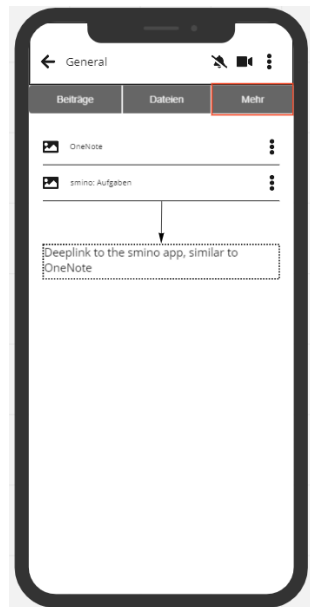 General
Beiträge Dateien Mehr
OneNote
smino: Aufgaben
Deeplink to the smino app, similar to
OneNote